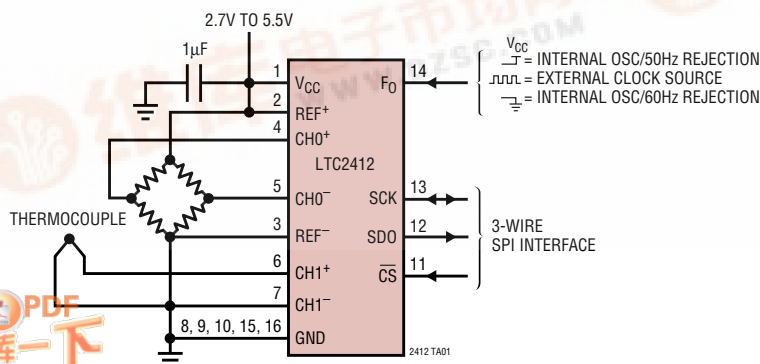 2.7V TO 5.5V
1µF
1
VCC
FO
14
VCC
= INTERNAL OSC/50Hz REJECTION
= EXTERNAL CLOCK SOURCE
= INTERNAL OSC/60Hz REJECTION
2
REF+
4
CH0+
LTC2412
5
CH0–
SCK
13
3-WIRE
SPI INTERFACE
THERMOCOUPLE
3
REF–
SDO
12
6
CH1+
CS
11
7
CH1–
8, 9, 10, 15, 16
GND
2412 TA01
PDF